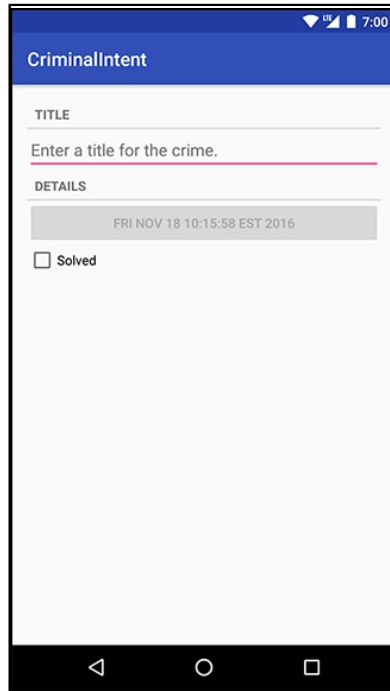 LTE 7:00
CriminalIntent
TITLE
Enter a title for the crime.
DETAILS
FRI NOV 18 10:15:58 EST 2016
Solved